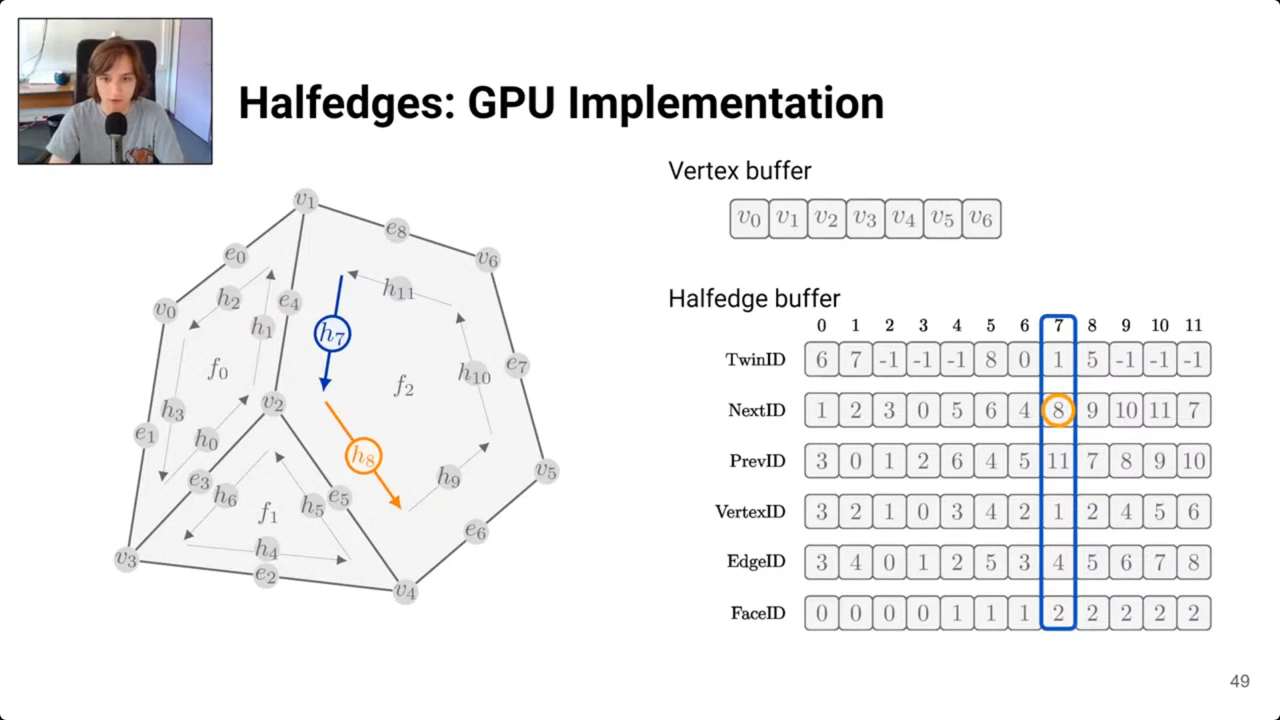 Halfedges: GPU Implementation
Vertex buffer
v0 v1 v2 v3 v4 v5 v6
Halfedge buffer
0 1 2 3 4 5 6 7 8 9 10 11
TwinID 6 7 -1 -1 -1 8 0 1 5 -1 -1 -1
NextID 1 2 3 0 5 6 4 8 9 10 11 7
PrevID 3 0 1 2 6 4 5 11 7 8 9 10
VertexID 3 2 1 0 3 4 2 1 2 4 5 6
EdgeID 3 4 0 1 2 5 3 4 5 6 7 8
FaceID 0 0 0 0 1 1 1 2 2 2 2 2
v1
e8
e0
v6
h11
h2
e4
v0
h1
h7
e7
f0
h10
f2
v2
h3
e1
h0
h8
v5
h9
e3
h6
e5
h5
f1
e6
h4
v3
e2
v4
49